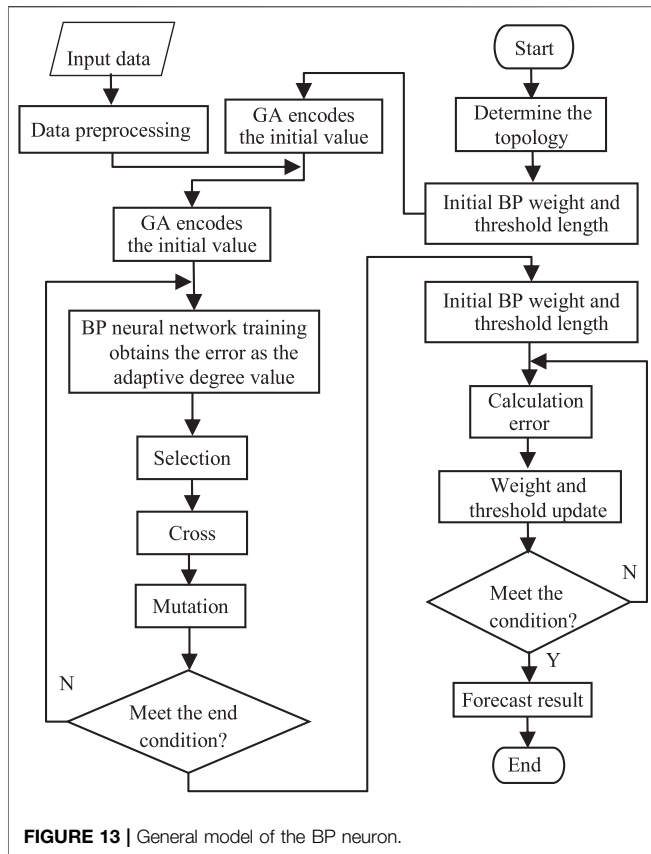 Input data
Data preprocessing
GA encodes
the initial value
GA encodes
the initial value
BP neural network training
obtains the error as the
adaptive degree value
Selection
Cross
Mutation
N
Meet the end
condition?
Start
Determine the
topology
Initial BP weight and
threshold length
Initial BP weight and
threshold length
Calculation
error
Weight and
threshold update
N
Meet the
condition?
Y
Forecast result
End
FIGURE 13 | General model of the BP neuron.